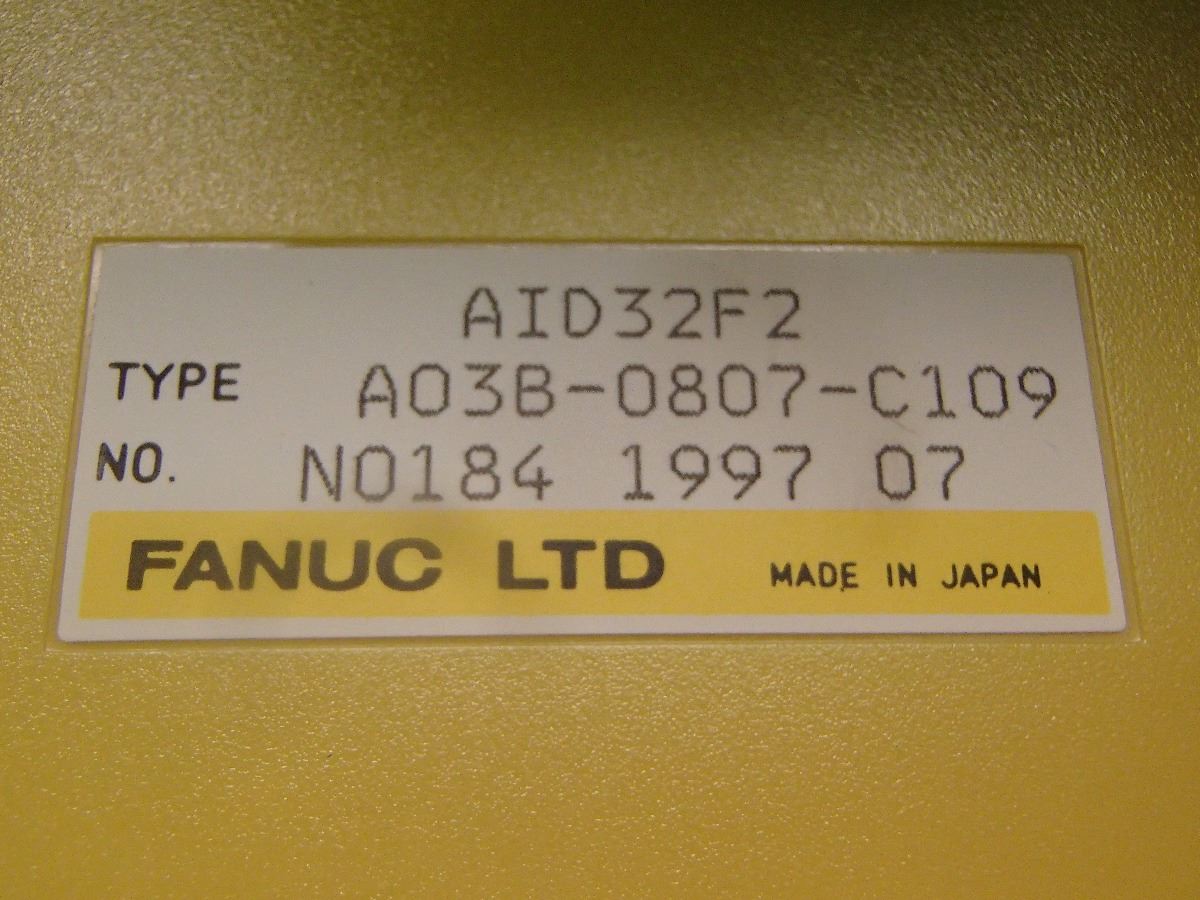 AID32F2
TYPE A03B-0807-C109
NO. N0184 1997 07
FANUC LTD MADE IN JAPAN